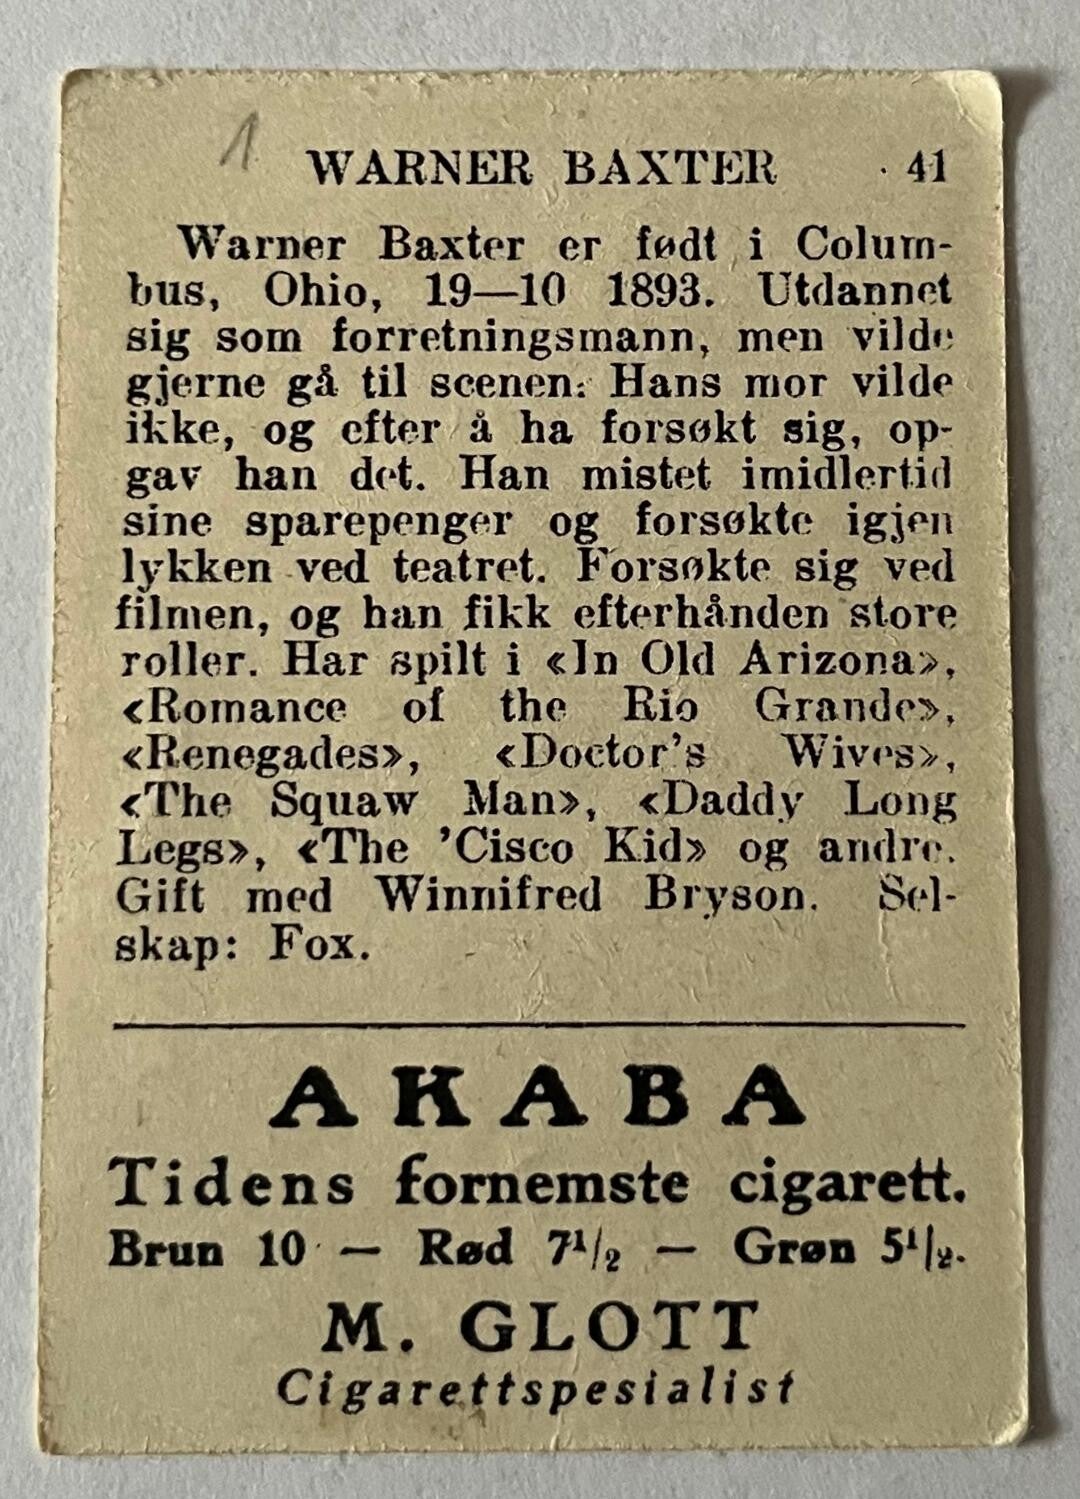 1
WARNER BAXTER 41
Warner Baxter er født i Colum-
bus, Ohio, 19—10 1893. Utdannet
sig som forretningsmann, men vilde
gjerne gå til scenen. Hans mor vilde
ikke, og efter å ha forsøkt sig, op-
gav han det. Han mistet imidlertid
sine sparepenger og forsøkte igjen
lykken ved teatret. Forsøkte sig ved
filmen, og han fikk efterhånden store
roller. Har spilt i «In Old Arizona»,
«Romance of the Rio Grande»,
«Renegades», «Doctor's Wives»,
«The Squaw Man», «Daddy Long
Legs», «The 'Cisco Kid» og andre.
Gift med Winnifred Bryson. Sel-
skap: Fox.
AKABA
Tidens fornemste cigarett.
Brun 10 — Rød 7¹/₂ — Grøn 5¹/₂.
M. GLOTT
Cigarettspesialist